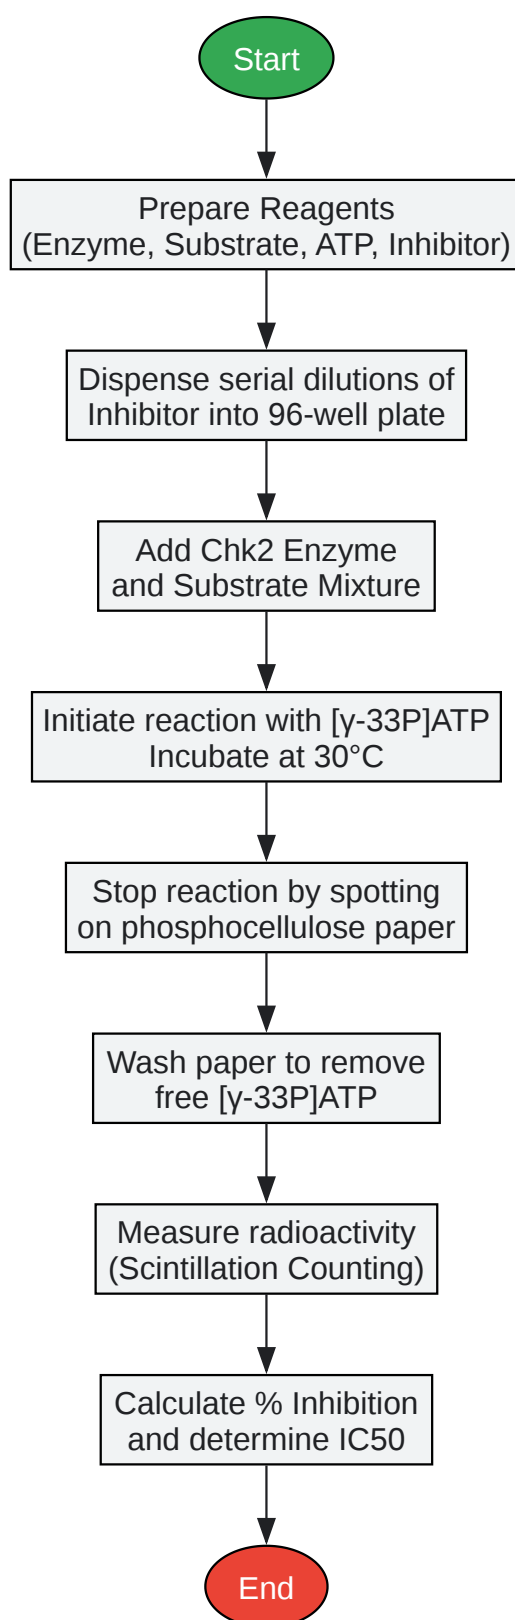 Start
Prepare Reagents
(Enzyme, Substrate, ATP, Inhibitor)
Dispense serial dilutions of
Inhibitor into 96-well plate
Add Chk2 Enzyme
and Substrate Mixture
Initiate reaction with [γ-33P]ATP
Incubate at 30°C
Stop reaction by spotting
on phosphocellulose paper
Wash paper to remove
free [γ-33P]ATP
Measure radioactivity
(Scintillation Counting)
Calculate % Inhibition
and determine IC50
End